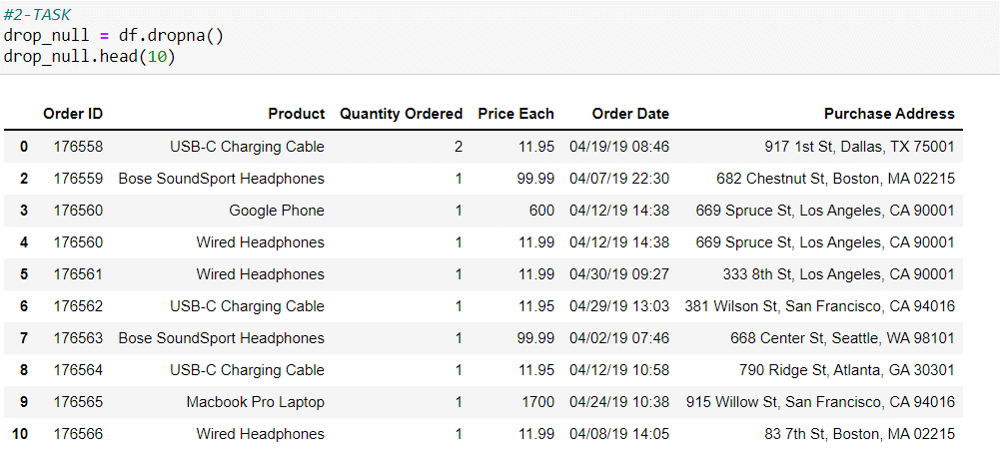 #2-TASK
drop_null = df.dropna()
drop_null.head(10)
Order ID Product Quantity Ordered Price Each Order Date Purchase Address
0 176558 USB-C Charging Cable 2 11.95 04/19/19 08:46 917 1st St, Dallas, TX 75001
2 176559 Bose SoundSport Headphones 1 99.99 04/07/19 22:30 682 Chestnut St, Boston, MA 02215
3 176560 Google Phone 1 600 04/12/19 14:38 669 Spruce St, Los Angeles, CA 90001
4 176560 Wired Headphones 1 11.99 04/12/19 14:38 669 Spruce St, Los Angeles, CA 90001
5 176561 Wired Headphones 1 11.99 04/30/19 09:27 333 8th St, Los Angeles, CA 90001
6 176562 USB-C Charging Cable 1 11.95 04/29/19 13:03 381 Wilson St, San Francisco, CA 94016
7 176563 Bose SoundSport Headphones 1 99.99 04/02/19 07:46 668 Center St, Seattle, WA 98101
8 176564 USB-C Charging Cable 1 11.95 04/12/19 10:58 790 Ridge St, Atlanta, GA 30301
9 176565 Macbook Pro Laptop 1 1700 04/24/19 10:38 915 Willow St, San Francisco, CA 94016
10 176566 Wired Headphones 1 11.99 04/08/19 14:05 83 7th St, Boston, MA 02215